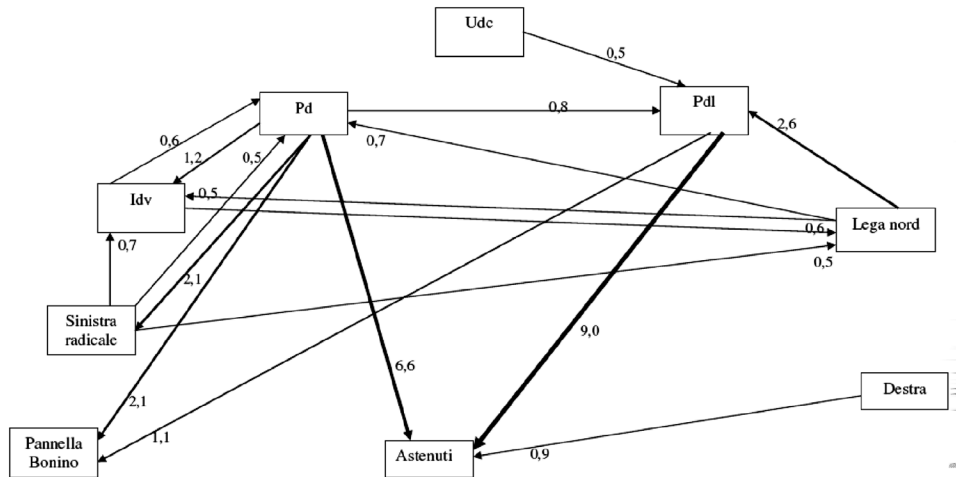 Udc
0,5
Pd
Pdl
0,8
2,6
0,6
0,7
1,2
0,5
Idv
0,5
Lega nord
0,6
0,7
0,5
2,1
Sinistra
radicale
9,0
6,6
Destra
2,1
1,1
Pannella
Bonino
Astenuti
0,9